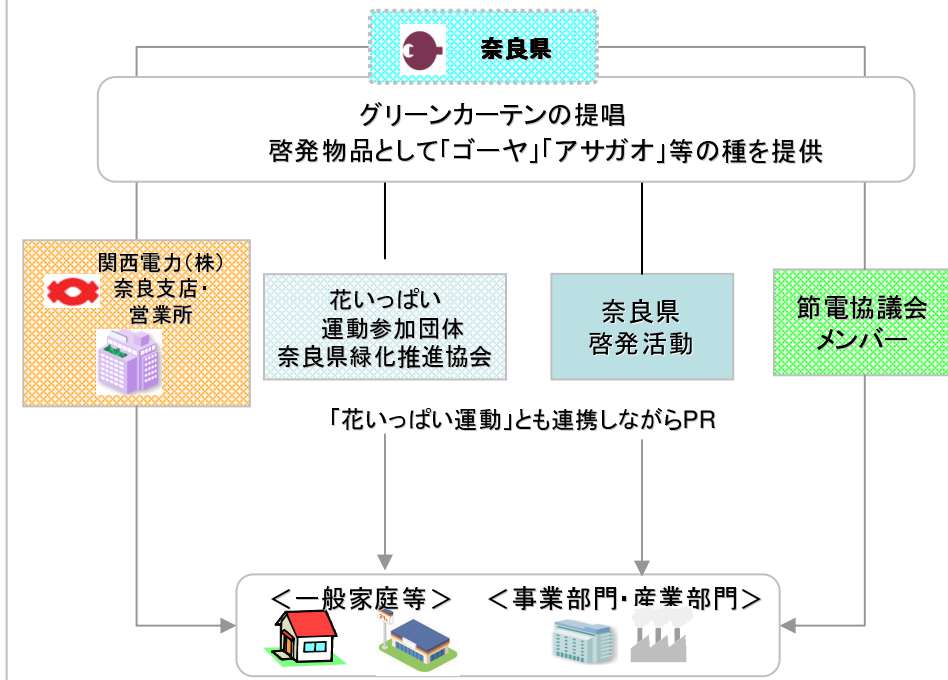 奈良県
グリーンカーテンの提唱
啓発物品として「ゴーヤ」「アサガオ」等の種を提供
関西電力(株)
奈良支店・
営業所
花いっぱい
運動参加団体
奈良県緑化推進協会
奈良県
啓発活動
節電協議会
メンバー
「花いっぱい運動」とも連携しながらPR
<一般家庭等>
<事業部門・産業部門>